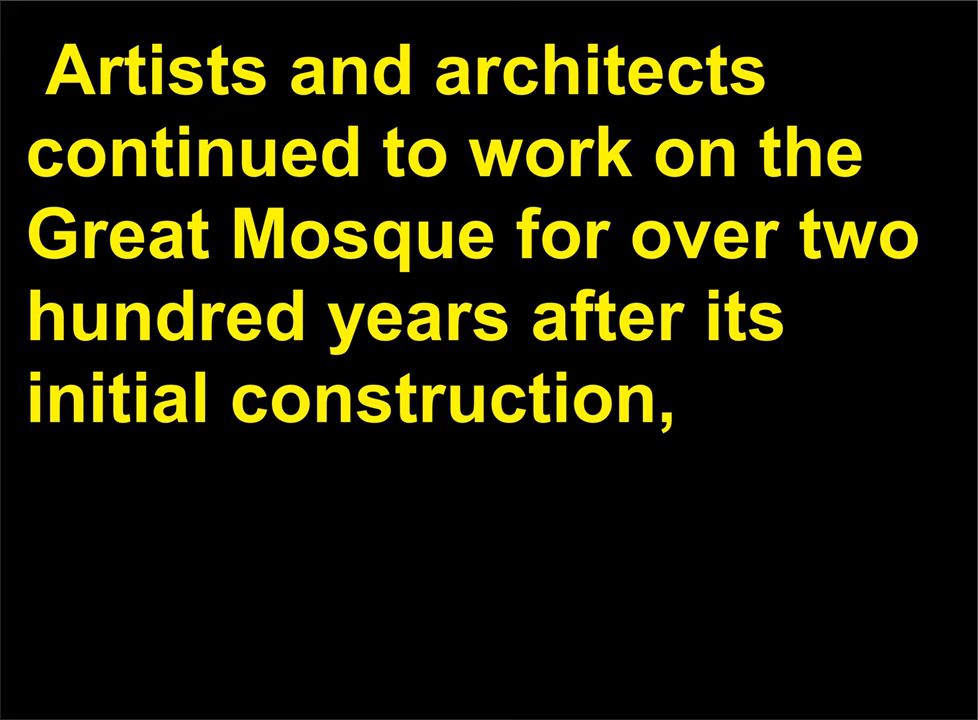 Artists and architects
continued to work on the
Great Mosque for over two
hundred years after its
initial construction,